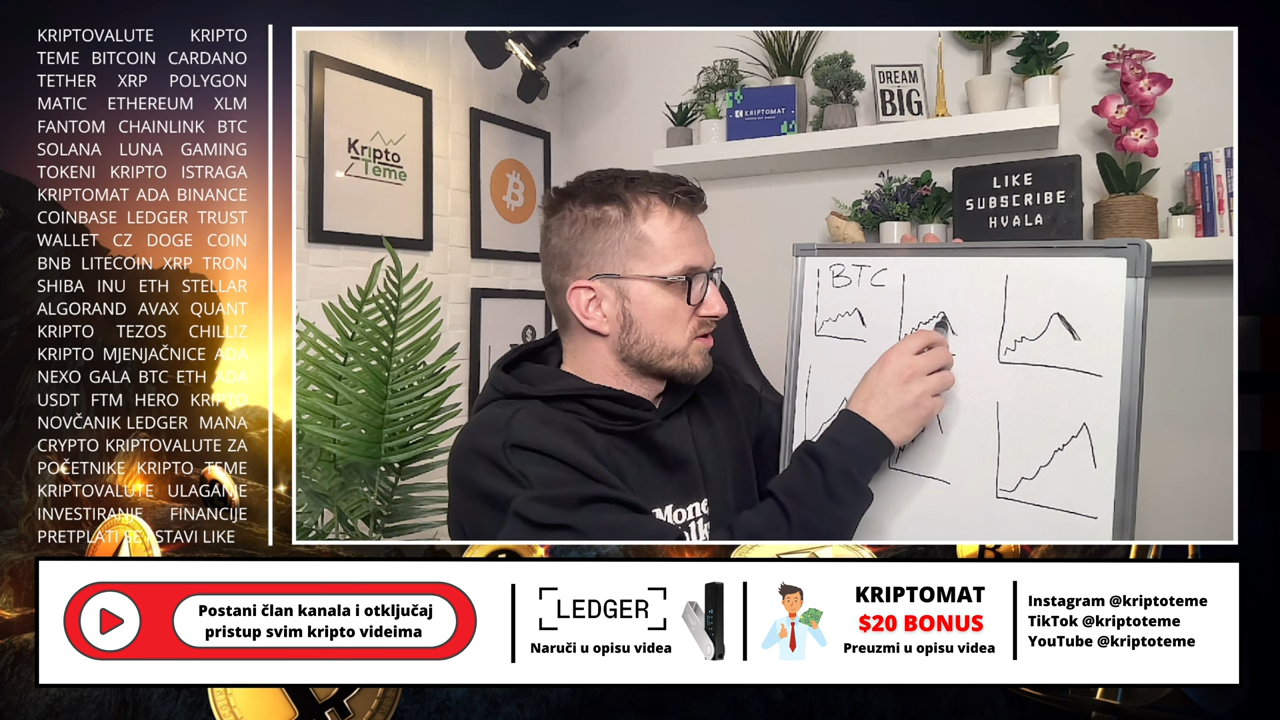 KRIPTOVALUTE KRIPTO
TEME BITCOIN CARDANO
TETHER XRP POLYGON
MATIC ETHEREUM XLM
FANTOM CHAINLINK BTC
SOLANA LUNA GAMING
TOKENI KRIPTO ISTRAGA
KRIPTOMAT ADA BINANCE
COINBASE LEDGER TRUST
WALLET CZ DOGE COIN
BNB LITECOIN XRP TRON
SHIBA INU ETH STELLAR
ALGORAND AVAX QUANT
KRIPTO TEZOS CHILLIZ
KRIPTO MJENJAČNICE ADA
NEXO GALA BTC ETH ADA
USDT FTM HERO KRIPTO
NOVČANIK LEDGER MANA
CRYPTO KRIPTOVALUTE ZA
POČETNIKE KRIPTO TEME
KRIPTOVALUTE ULAGANJE
INVESTIRANJE FINANCIJE
PRETPLATI SE I STAVI LIKE
Kripto
Teme
KRIPTOMAT
DREAM
BIG
LIKE
SUBSCRIBE
HVALA
BTC
Postani član kanala i otključaj
pristup svim kripto videima
LEDGER
Naruči u opisu videa
KRIPTOMAT
$20 BONUS
Preuzmi u opisu videa
Instagram @kriptoteme
TikTok @kriptoteme
YouTube @kriptoteme